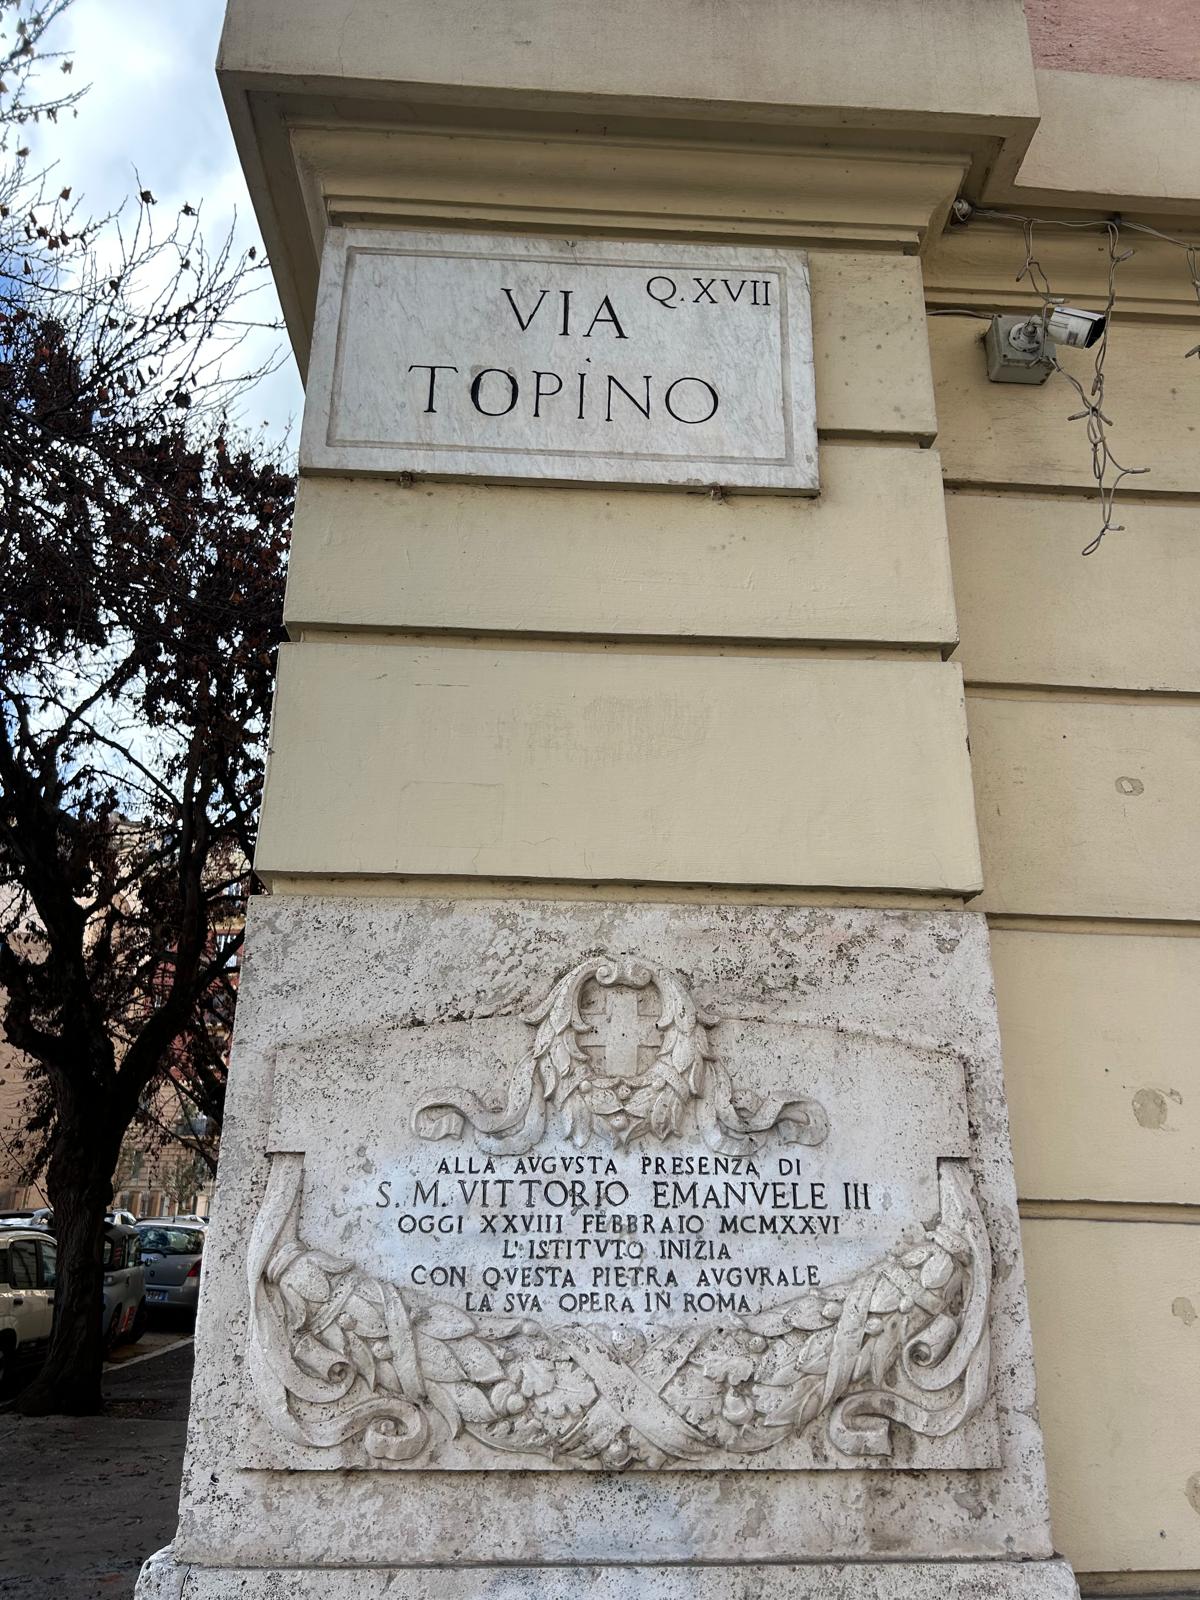 VIA Q.XVII
TOPÌNO
ALLA AVGVSTA PRESENZA DI
S. M. VITTORIO EMANVELE III
OGGI XXVIII FEBBRAIO MCMXXVI
L'ISTITVTO INIZIA
CON QVESTA PIETRA AVGVRALE
LA SVA OPERA IN ROMA